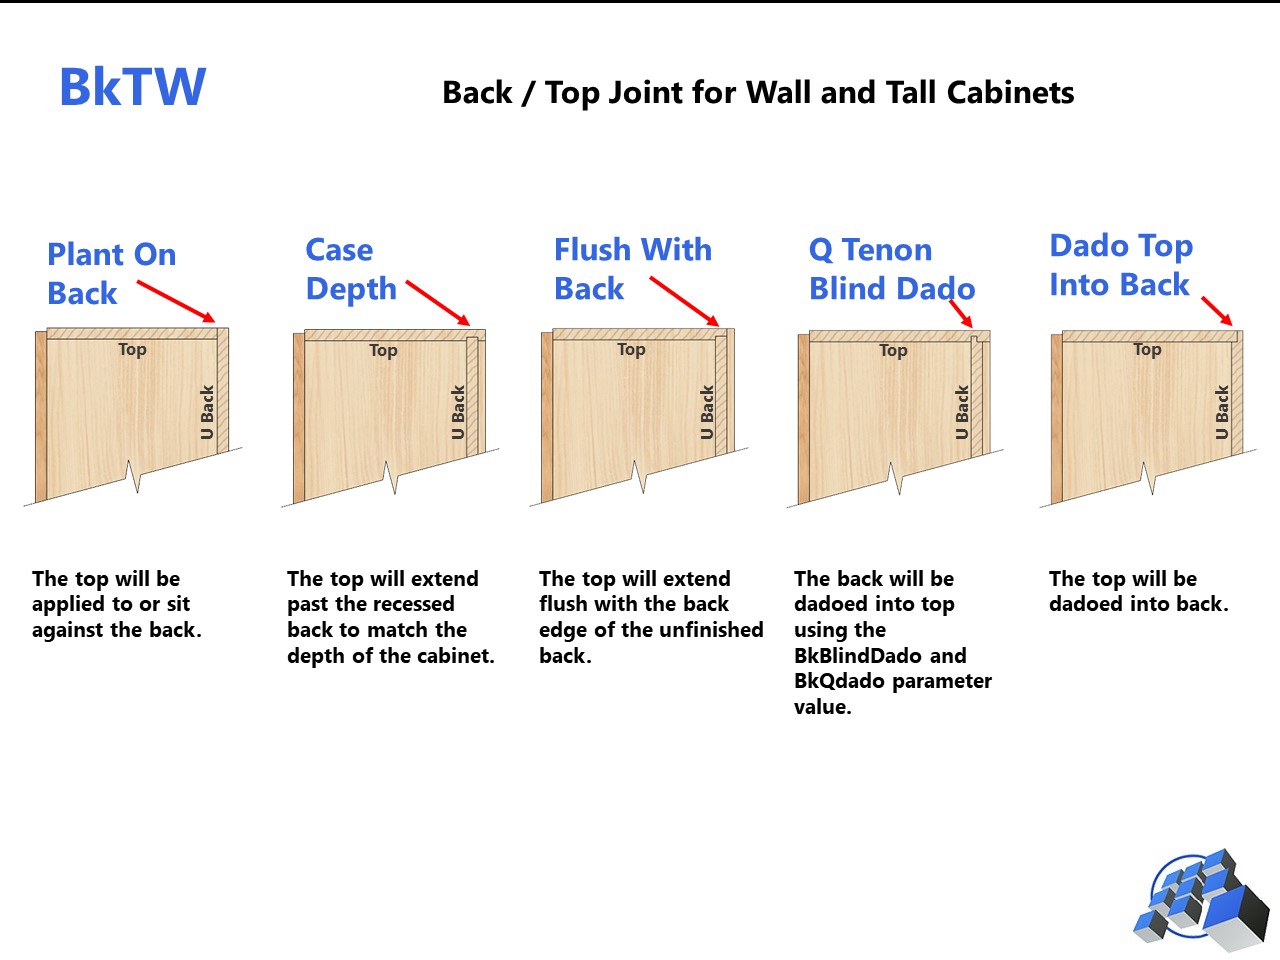 BkTW
Back / Top Joint for Wall and Tall Cabinets
Plant On
Back
Top
U Back
The top will be
applied to or sit
against the back.
Case
Depth
Top
U Back
The top will extend
past the recessed
back to match the
depth of the cabinet.
Flush With
Back
Top
U Back
The top will extend
flush with the back
edge of the unfinished
back.
Q Tenon
Blind Dado
Top
U Back
The back will be
dadoed into top
using the
BkBlindDado and
BkQdado parameter
value.
Dado Top
Into Back
Top
U Back
The top will be
dadoed into back.